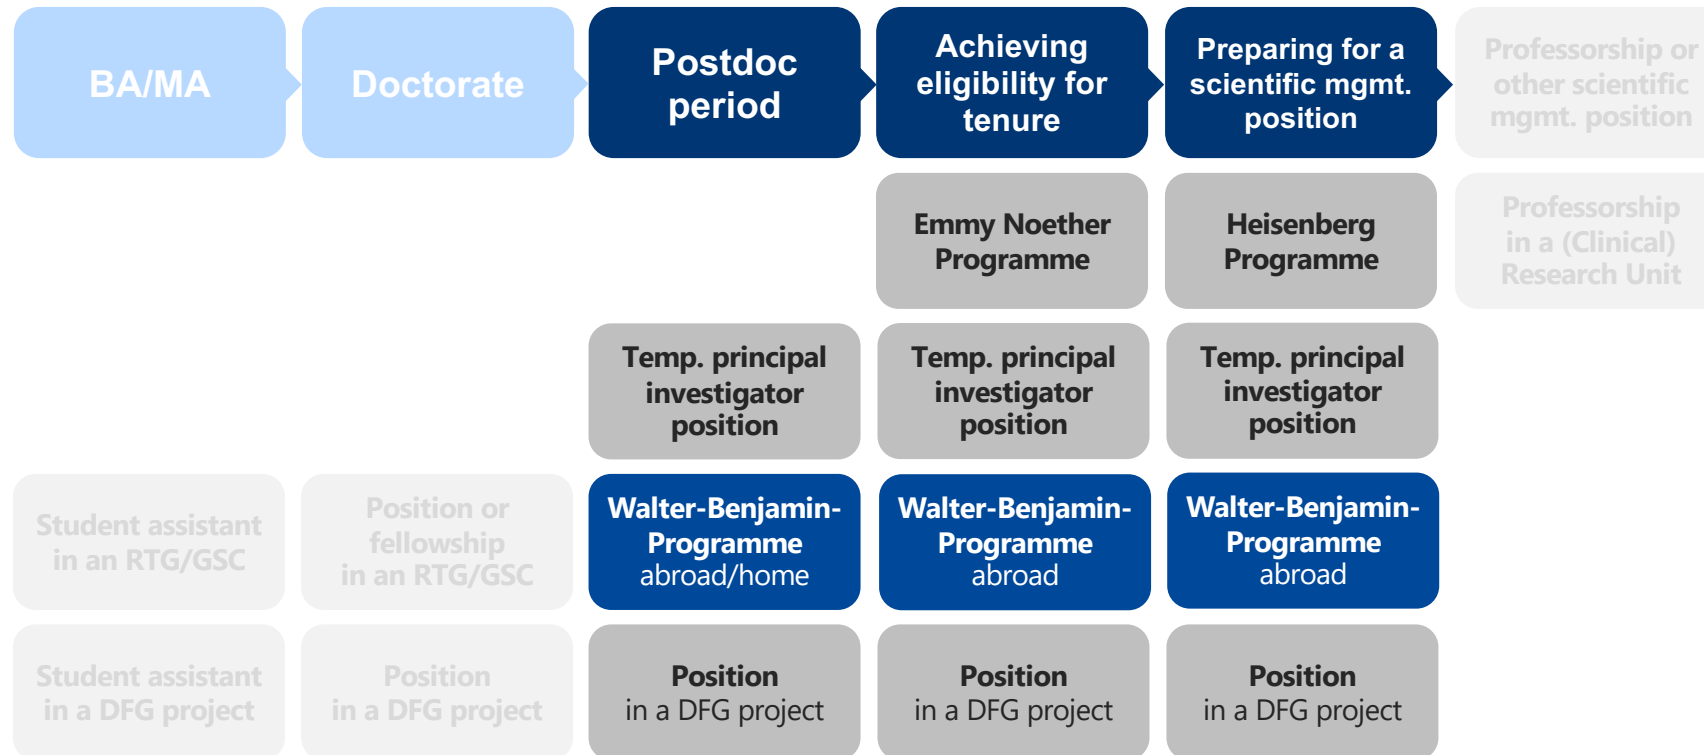 BA/MA
Doctorate
Postdoc
period
Achieving
eligibility for
tenure
Preparing for a
scientific mgmt.
position
Professorship or
other scientific
mgmt. position
Emmy Noether
Programme
Heisenberg
Programme
Professorship
in a (Clinical)
Research Unit
Temp. principal
investigator
position
Temp. principal
investigator
position
Temp. principal
investigator
position
Student assistant
in an RTG/GSC
Position or
fellowship
in an RTG/GSC
Walter-Benjamin-
Programme
abroad/home
Walter-Benjamin-
Programme
abroad
Walter-Benjamin-
Programme
abroad
Student assistant
in a DFG project
Position
in a DFG project
Position
in a DFG project
Position
in a DFG project
Position
in a DFG project